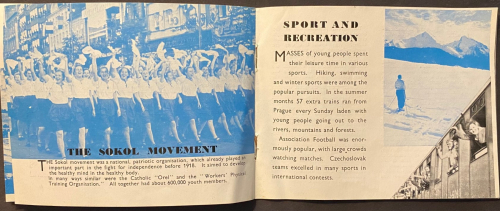 THE SOKOL MOVEMENT
THE Sokol movement was a national, patriotic organisation, which already played an
important part in the fight for independence before 1918. It aimed to develop
the healthy mind in the healthy body.
In many ways similar were the Catholic "Orel" and the "Workers' Physical
Training Organisation." All together had about 600,000 youth members.
SPORT AND
RECREATION
MASSES of young people spent
their leisure time in various
sports. Hiking, swimming
and winter sports were among the
popular pursuits. In the summer
months 57 extra trains ran from
Prague every Sunday laden with
young people going out to the
rivers, mountains and forests.
Association Football was enor-
mously popular, with large crowds
watching matches. Czechoslovak
teams excelled in many sports in
international contests.